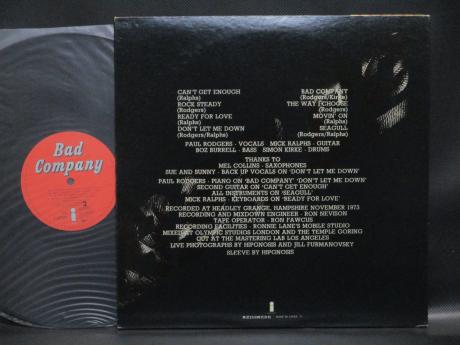 Bad
Company
2
CAN'T GET ENOUGH
(Ralphs)
ROCK STEADY
(Rodgers)
READY FOR LOVE
(Ralphs)
DON'T LET ME DOWN
(Rodgers/Ralphs)
BAD COMPANY
(Rodgers/Kirke)
THE WAY I CHOOSE
(Rodgers)
MOVIN' ON
(Ralphs)
SEAGULL
(Rodgers/Ralphs)
PAUL RODGERS - VOCALS MICK RALPHS - GUITAR
BOZ BURRELL - BASS SIMON KIRKE - DRUMS
THANKS TO
MEL COLLINS - SAXOPHONES
SUE AND SUNNY - BACK UP VOCALS ON 'DON'T LET ME DOWN'
PAUL RODGERS - PIANO ON 'BAD COMPANY' 'DON'T LET ME DOWN'
SECOND GUITAR ON 'CAN'T GET ENOUGH'
ALL INSTRUMENTS ON 'SEAGULL'
MICK RALPHS - KEYBOARDS ON 'READY FOR LOVE'
RECORDED AT HEADLEY GRANGE, HAMPSHIRE NOVEMBER 1973
RECORDING AND MIXDOWN ENGINEER - RON NEVISON
TAPE OPERATOR - RON FAWCUS
RECORDING FACILITIES - RONNIE LANE'S MOBILE STUDIO
MIXED AT OLYMPIC STUDIOS LONDON AND THE TEMPLE GORING
CUT AT THE MASTERING LAB LOS ANGELES
LIVE PHOTOGRAPHS BY HIPGNOSIS AND JILL FURMANOVSKY
SLEEVE BY HIPGNOSIS